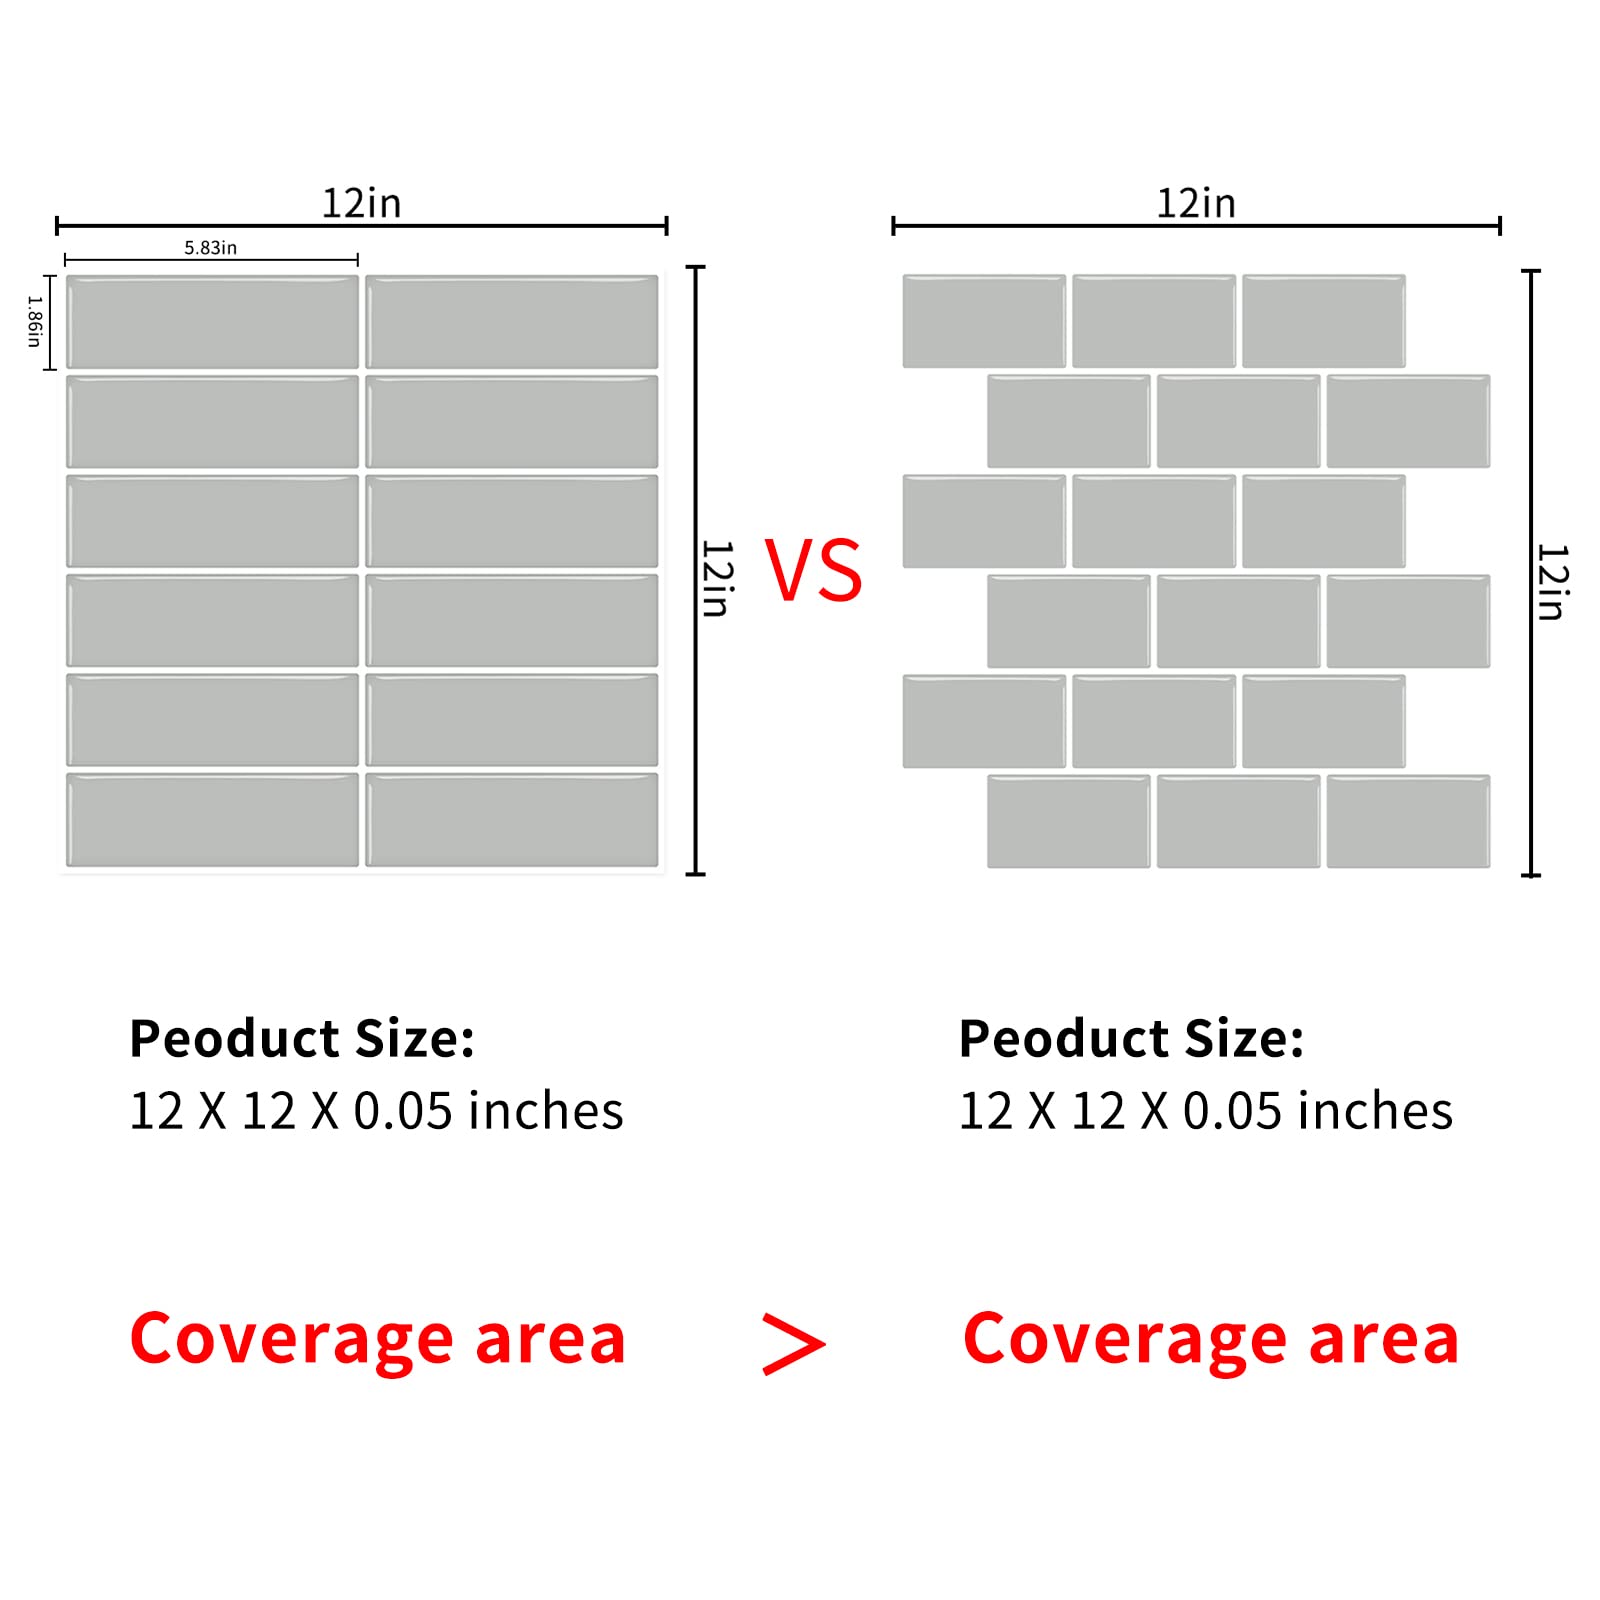 12in
12in
5.83in
1.86in
12in
VS
12in
Peoduct Size:
12 X 12 X 0.05 inches
Peoduct Size:
12 X 12 X 0.05 inches
Coverage area > Coverage area